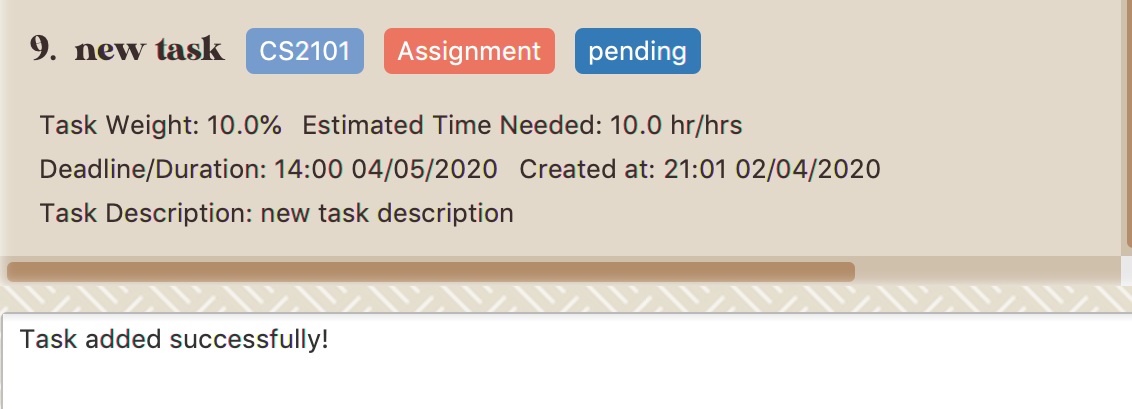 9. new task CS2101 Assignment pending
Task Weight: 10.0% Estimated Time Needed: 10.0 hr/hrs
Deadline/Duration: 14:00 04/05/2020 Created at: 21:01 02/04/2020
Task Description: new task description
Task added successfully!